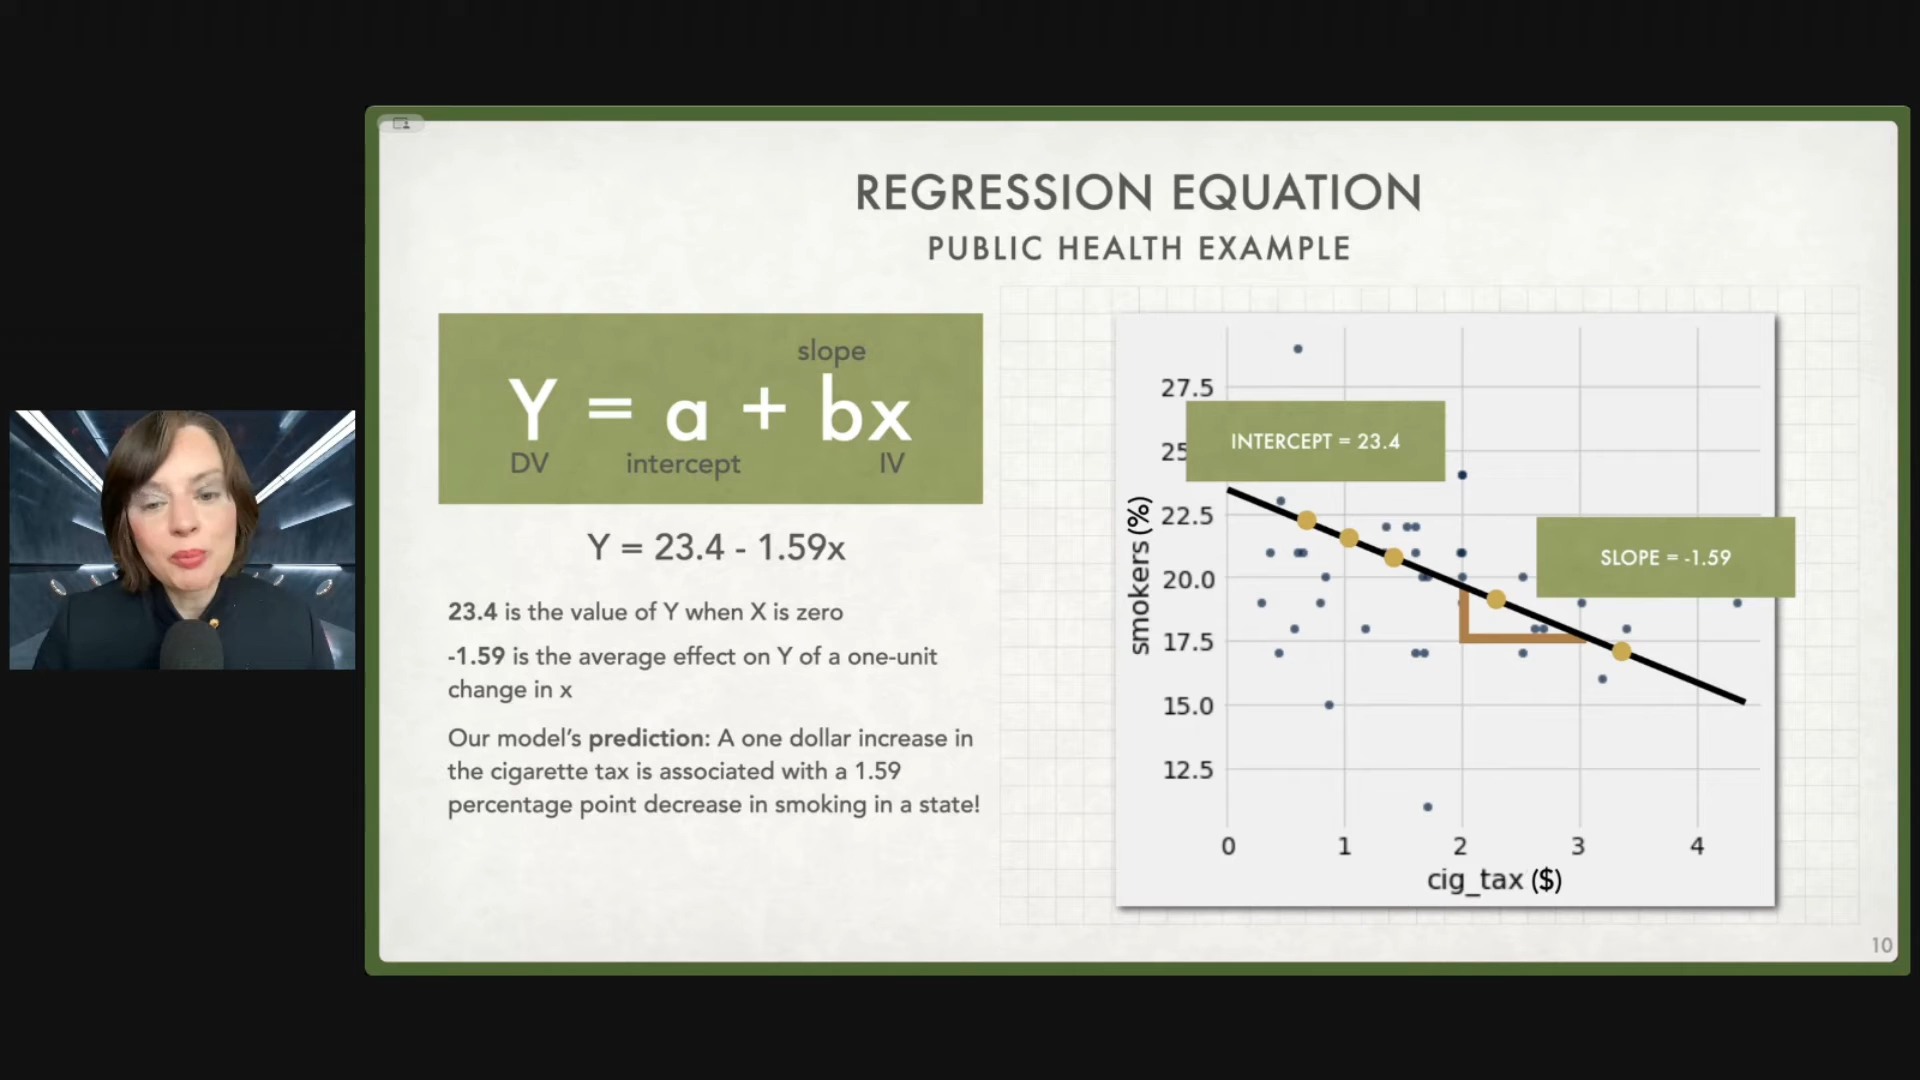 REGRESSION EQUATION
PUBLIC HEALTH EXAMPLE
slope
Y = a + bx
DV intercept IV
Y = 23.4 - 1.59x
23.4 is the value of Y when X is zero
-1.59 is the average effect on Y of a one-unit
change in x
Our model's prediction: A one dollar increase in
the cigarette tax is associated with a 1.59
percentage point decrease in smoking in a state!
27.5
INTERCEPT = 23.4
25
22.5
SLOPE = -1.59
20.0
smokers (%)
17.5
15.0
12.5
0 1 2 3 4
cig_tax ($)
10